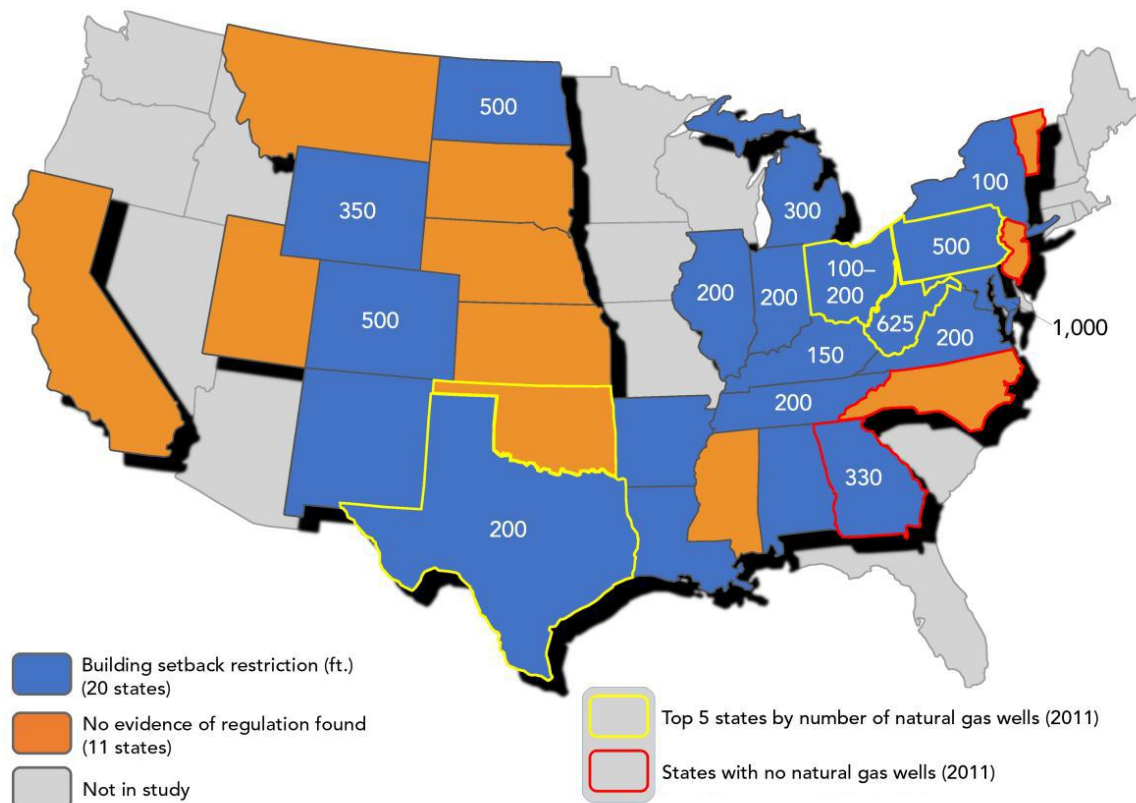 500
350
500
300
100
500
100–
200
200
200
625
1,000
150
200
200
330
200
Building setback restriction (ft.)
(20 states)
No evidence of regulation found
(11 states)
Not in study
Top 5 states by number of natural gas wells (2011)
States with no natural gas wells (2011)